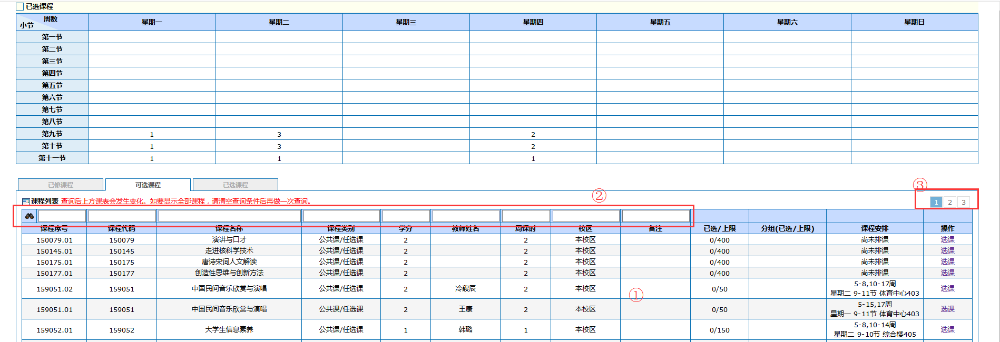 已选课程
周数 星期一 星期二 星期三 星期四 星期五 星期六 星期日
小节
第一节
第二节
第三节
第四节
第五节
第六节
第七节
第八节
第九节 1 3 2
第十节 1 3 2
第十一节 1 1 1
已修课程 可选课程 已选课程
③
②
课程列表 查询后上方课表会发生变化。如要显示全部课程，请清空查询条件后再做一次查询。
1 2 3
课程序号 课程代码 课程名称 课程类别 学分 教师姓名 周课时 校区 备注 已选/上限 分组(已选/上限) 课程安排 操作
150079.01 150079 演讲与口才 公共课/任选课 2 2 本校区 0/400 尚未排课 选课
150145.01 150145 走进核科学技术 公共课/任选课 2 2 本校区 0/400 尚未排课 选课
150175.01 150175 唐诗宋词人文解读 公共课/任选课 2 2 本校区 0/400 尚未排课 选课
150177.01 150177 创造性思维与创新方法 公共课/任选课 2 2 本校区 0/400 尚未排课 选课
159051.02 159051 中国民间音乐欣赏与演唱 公共课/任选课 2 冷馥辰 2 本校区 0/50 5-8,10-17周 选课
星期二 9-11节 体育中心403
①
159051.01 159051 中国民间音乐欣赏与演唱 公共课/任选课 2 王康 2 本校区 0/50 5-15,17周 选课
星期一 9-11节 体育中心403
159052.01 159052 大学生信息素养 公共课/任选课 1 韩璐 1 本校区 0/150 5-8,10-14周 选课
星期二 9-10节 综合楼405